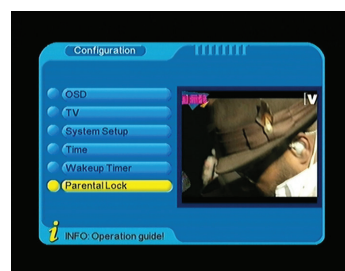 Configuration
OSD
TV
System Setup
Time
Wakeup Timer
Parental Lock
V
i INFO: Operation guide!